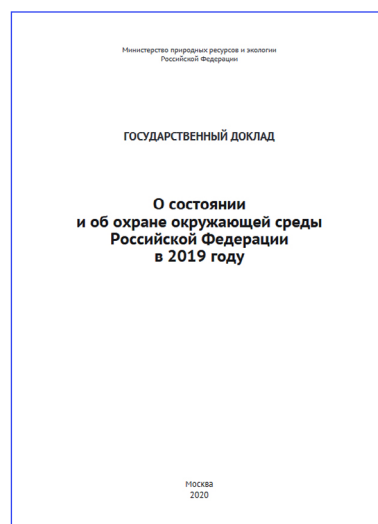 Министерство природных ресурсов и экологии
Российской Федерации
ГОСУДАРСТВЕННЫЙ ДОКЛАД
О состоянии
и об охране окружающей среды
Российской Федерации
в 2019 году
Москва
2020